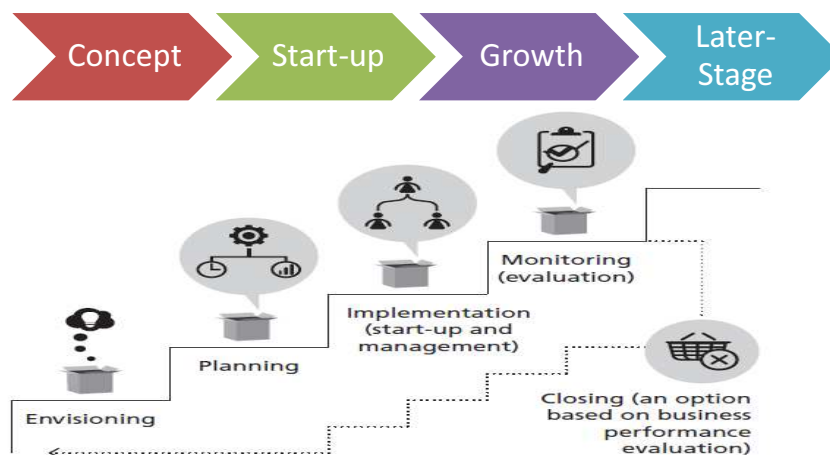 Concept
Start-up
Growth
Later-
Stage
Monitoring
(evaluation)
Implementation
(start-up and
management)
Planning
Envisioning
Closing (an option
based on business
performance
evaluation)